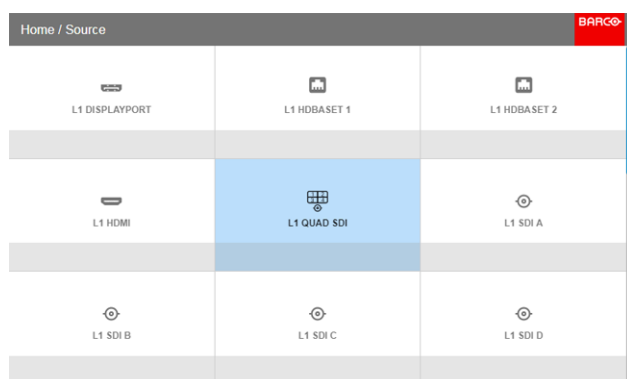 Home / Source
BARCO
L1 DISPLAYPORT
L1 HDBASET 1
L1 HDBASET 2
L1 HDMI
L1 QUAD SDI
L1 SDI A
L1 SDI B
L1 SDI C
L1 SDI D